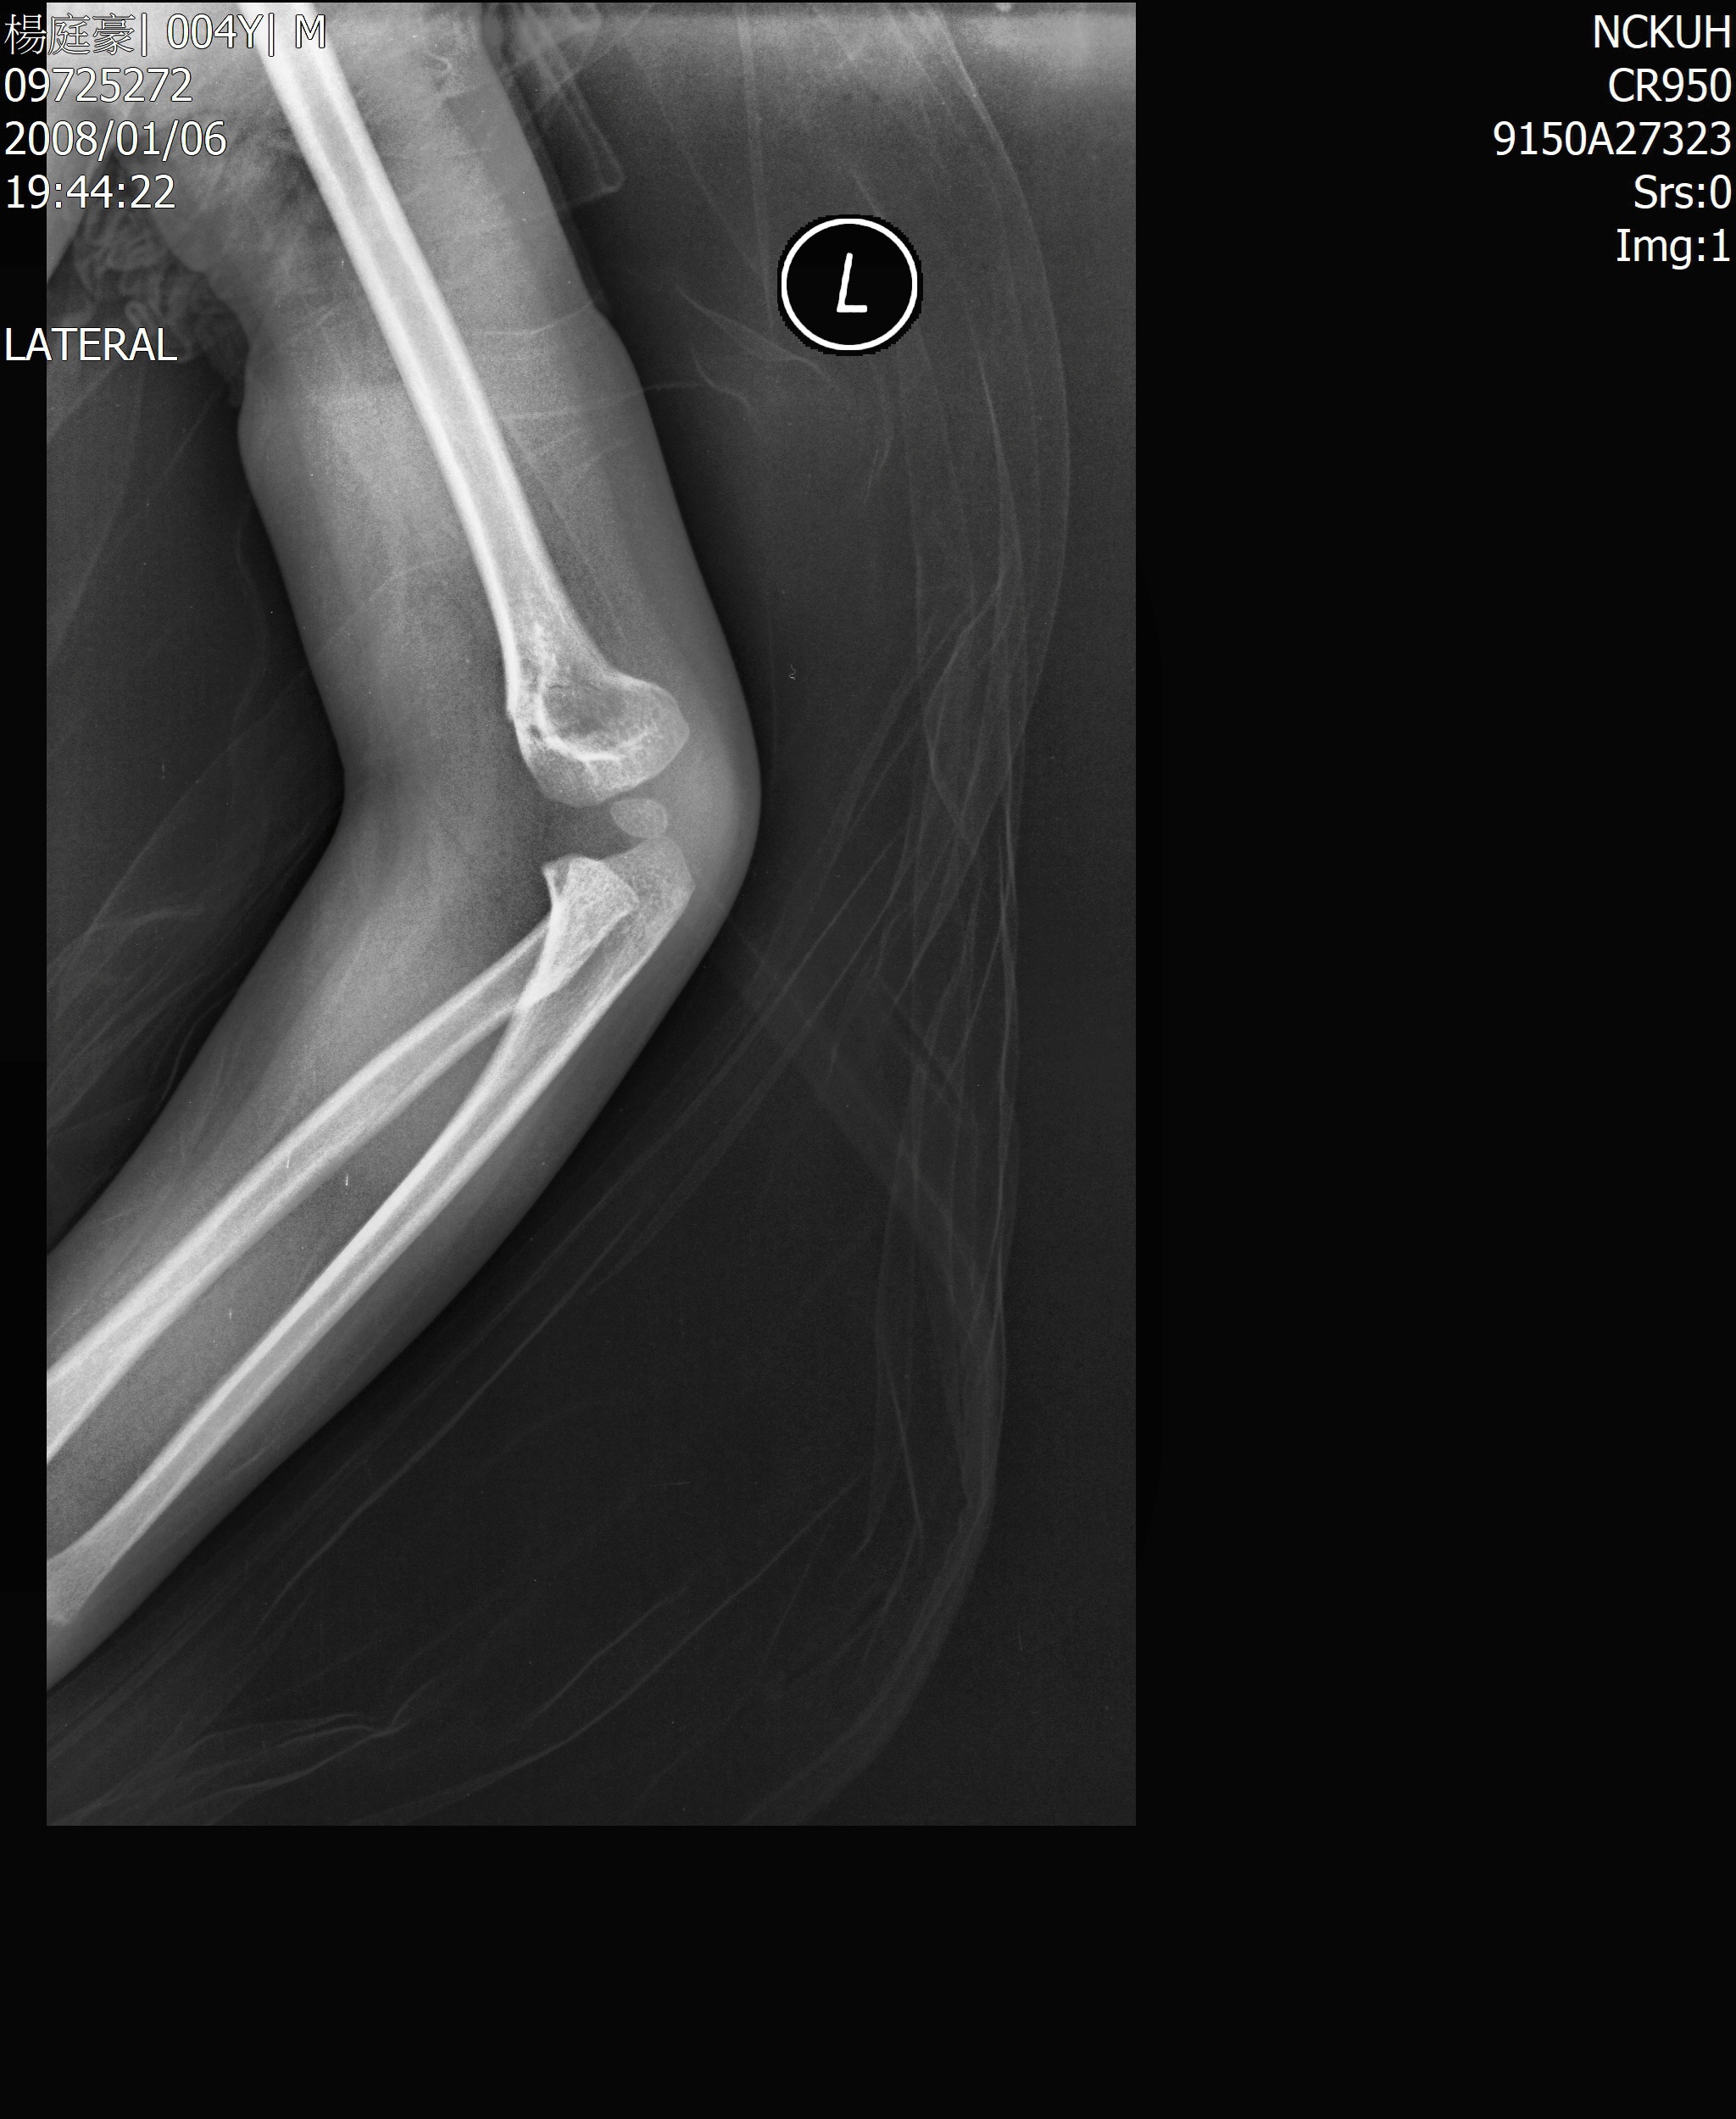 楊庭豪| 004Y| M
09725272
2008/01/06
19:44:22
LATERAL
NCKUH
CR950
9150A27323
Srs:0
Img:1
L